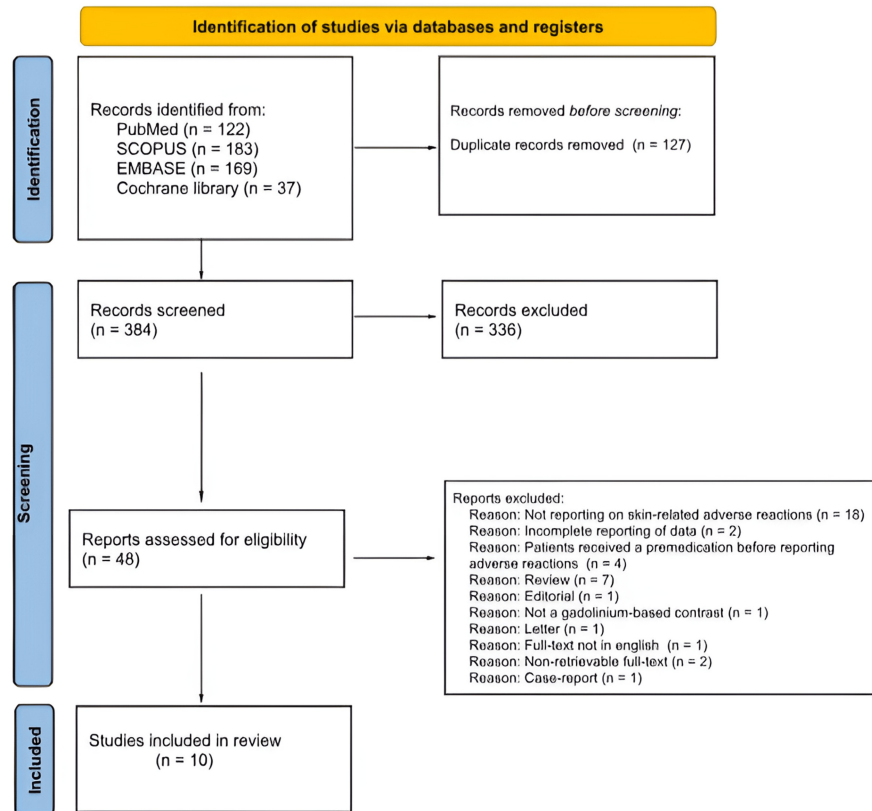 Identification of studies via databases and registers
Identification
Records identified from:
PubMed (n = 122)
SCOPUS (n = 183)
EMBASE (n = 169)
Cochrane library (n = 37)
Records removed before screening:
Duplicate records removed (n = 127)
Screening
Records screened
(n = 384)
Records excluded
(n = 336)
Reports assessed for eligibility
(n = 48)
Reports excluded:
Reason: Not reporting on skin-related adverse reactions (n = 18)
Reason: Incomplete reporting of data (n = 2)
Reason: Patients received a premedication before reporting
adverse reactions (n = 4)
Reason: Review (n = 7)
Reason: Editorial (n = 1)
Reason: Not a gadolinium-based contrast (n = 1)
Reason: Letter (n = 1)
Reason: Full-text not in english (n = 1)
Reason: Non-retrievable full-text (n = 2)
Reason: Case-report (n = 1)
Included
Studies included in review
(n = 10)